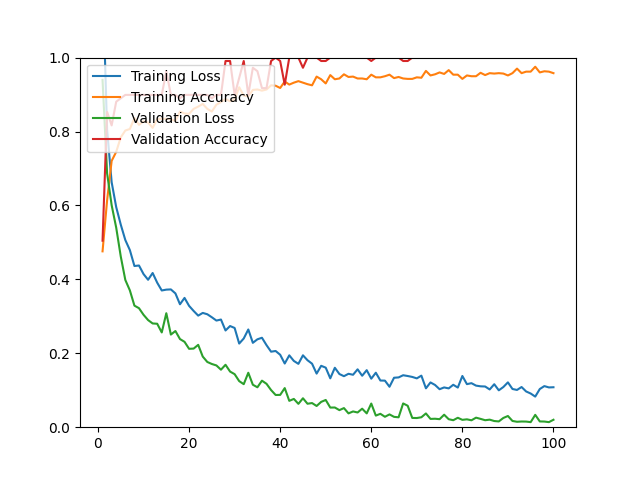 1.0
0.8
0.6
0.4
0.2
0.0
Training Loss
Training Accuracy
Validation Loss
Validation Accuracy
0 20 40 60 80 100